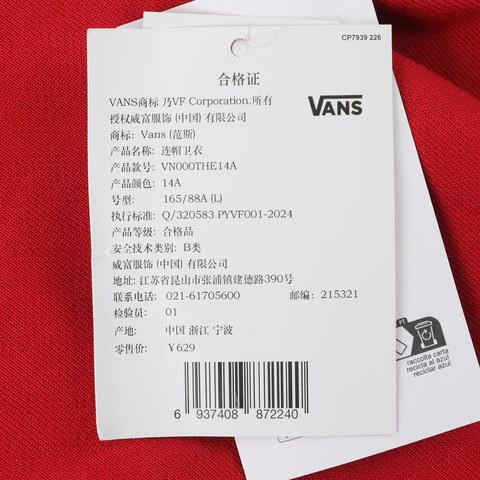 CP7939 226
合格证
VANS商标 乃VF Corporation.所有
授权威富服饰 (中国) 有限公司
VANS
商标: Vans (范斯)
产品名称: 连帽卫衣
产品款号: VN000THE14A
产品颜色: 14A
号型: 165/88A (L)
执行标准: Q/320583 PYVF001-2024
产品等级: 合格品
安全技术类别: B类
威富服饰 (中国) 有限公司
地址: 江苏省昆山市张浦镇建德路390号
联系电话: 021-61705600 邮编: 215321
检验员: 01
产地: 中国 浙江 宁波
零售价: ￥629
6 937408 872240
PT
raccolta carta
recicla al azul
reciclar al azul